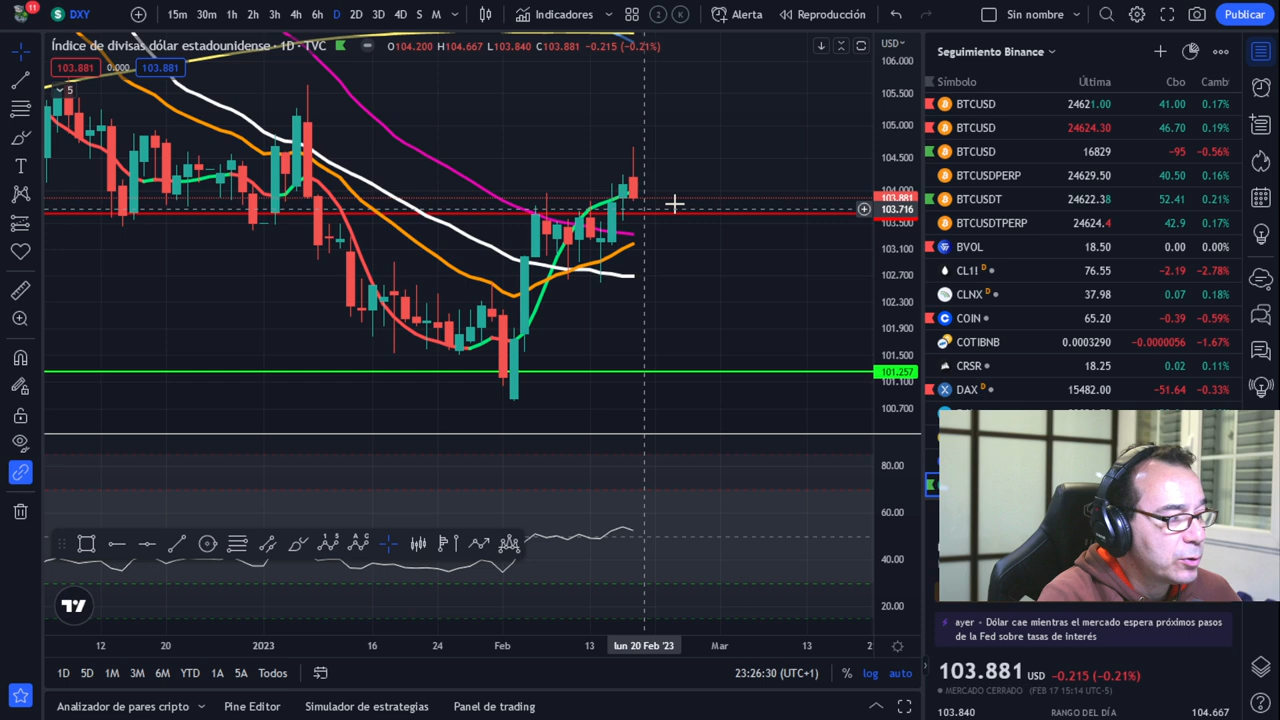 11
S DXY
15m 30m 1h 2h 3h 4h 6h D 2D 3D 4D S M
Indicadores
2 K
Alerta
Reproducción
Sin nombre
Publicar
Índice de divisas dólar estadounidense · 1D · TVC
O104.200 H104.667 L103.840 C103.881 -0.215 (-0.21%)
103.881 0.000 103.881
5
USD
106.000
105.500
105.000
104.500
104.000
103.881
103.716
103.500
103.100
102.700
102.300
101.900
101.500
101.257
101.100
100.700
80.00
60.00
40.00
20.00
12 20 2023 16 24 Feb 13 lun 20 Feb '23 Mar 13 2
1D 5D 1M 3M 6M YTD 1A 5A Todos
23:26:30 (UTC+1) % log auto
Analizador de pares cripto Pine Editor Simulador de estrategias Panel de trading
Seguimiento Binance
Símbolo Última Cbo Camb
BTCUSD 24621.00 41.00 0.17%
BTCUSD 24624.30 46.70 0.19%
BTCUSD 16829 -95 -0.56%
BTCUSDPERP 24629.50 40.50 0.16%
BTCUSDT 24622.38 52.41 0.21%
BTCUSDTPERP 24624.4 42.9 0.17%
BVOL 18.50 0.00 0.00%
CL1! D 76.55 -2.19 -2.78%
CLNX D 37.98 0.07 0.18%
COIN 65.20 -0.39 -0.59%
COTIBNB 0.0003290 -0.0000056 -1.67%
CRSR 18.25 0.02 0.11%
DAX D 15482.00 -51.64 -0.33%
ayer - Dólar cae mientras el mercado espera próximos pasos
de la Fed sobre tasas de interés
103.881 USD -0.215 (-0.21%)
MERCADO CERRADO (FEB 17 15:14 UTC-5)
103.840 RANGO DEL DÍA 104.667